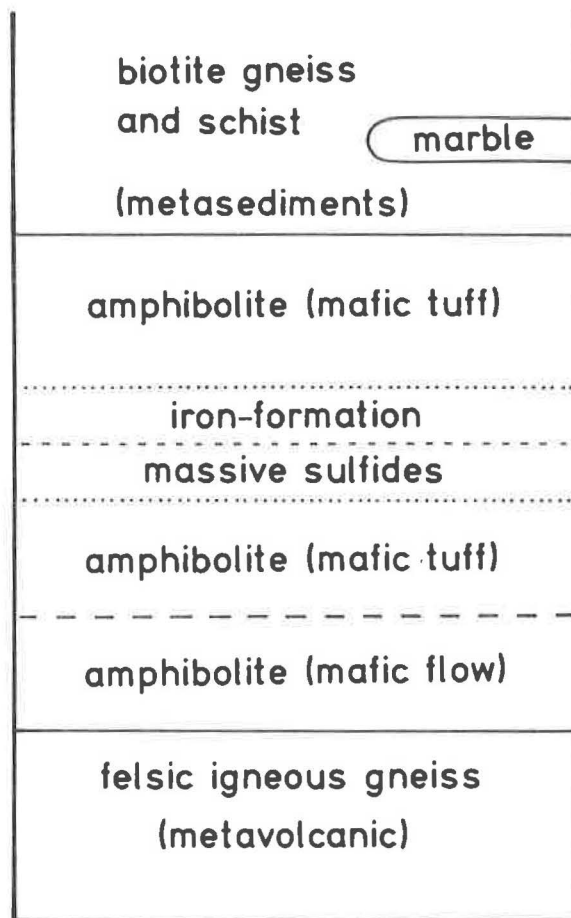 biotite gneiss
and schist
marble
(metasediments)
amphibolite (mafic tuff)
iron-formation
massive sulfides
amphibolite (mafic tuff)
amphibolite (mafic flow)
felsic igneous gneiss
(metavolcanic)